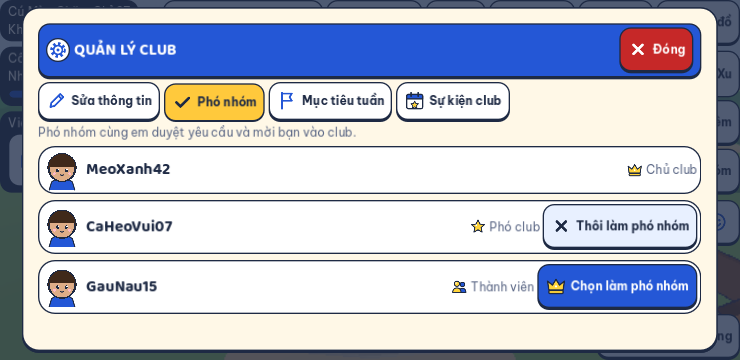 QUẢN LÝ CLUB
Đóng
Sửa thông tin
Phó nhóm
Mục tiêu tuần
Sự kiện club
Phó nhóm cùng em duyệt yêu cầu và mời bạn vào club.
MeoXanh42
Chủ club
CaHeoVui07
Phó club
Thôi làm phó nhóm
GauNau15
Thành viên
Chọn làm phó nhóm